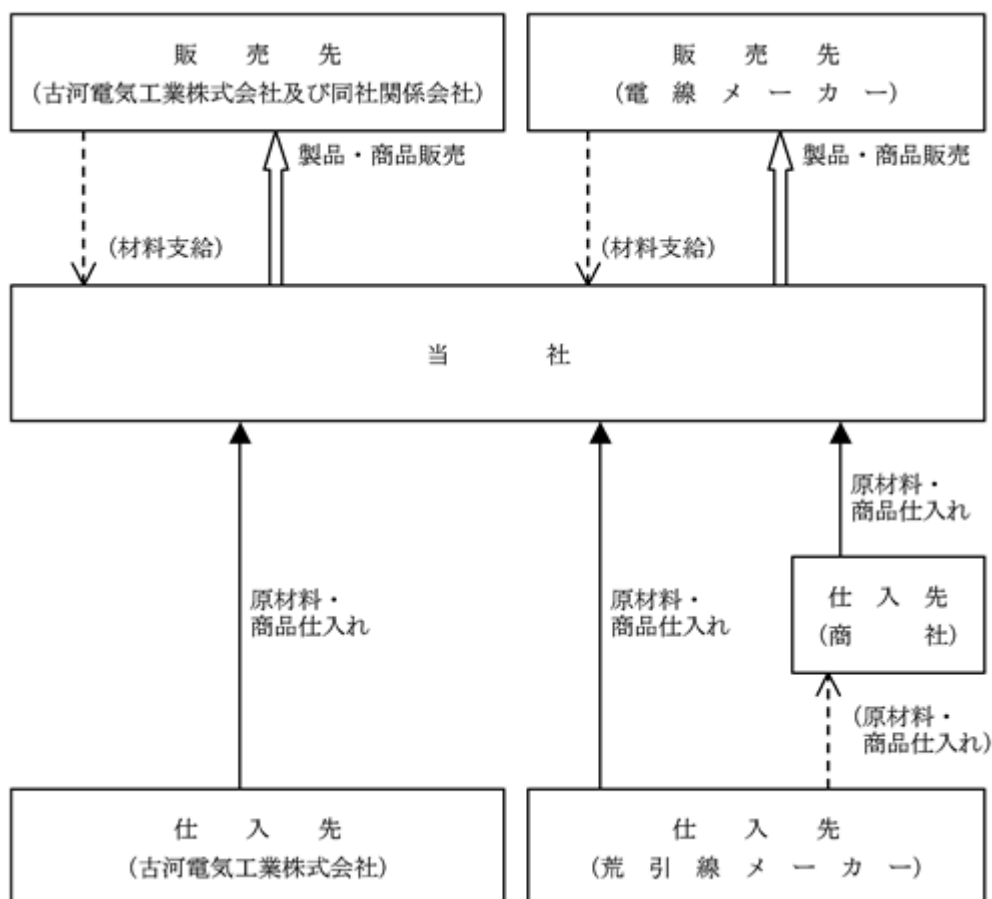 販売先
(古河電気工業株式会社及び同社関係会社)
販売先
(電線メーカー)
製品・商品販売
製品・商品販売
(材料支給)
(材料支給)
当社
原材料・
商品仕入れ
原材料・
商品仕入れ
原材料・
商品仕入れ
仕入先
(商社)
(原材料・
商品仕入れ)
仕入先
(古河電気工業株式会社)
仕入先
(荒引線メーカー)